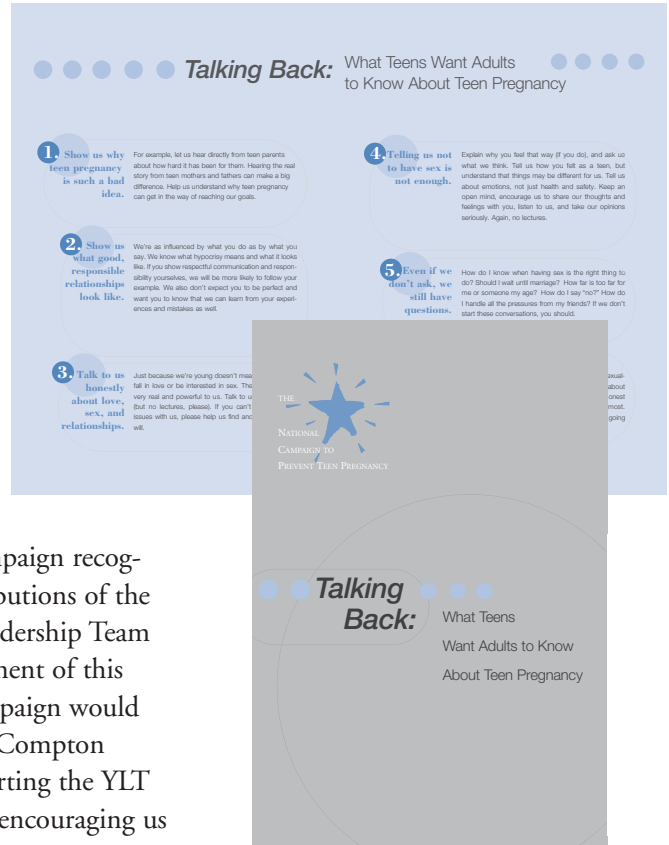 Talking Back: What Teens Want Adults
to Know About Teen Pregnancy
1. Show us why
teen pregnancy
is such a bad
idea.
For example, let us hear directly from teen parents
about how hard it has been for them. Hearing the real
story from teen mothers and fathers can make a big
difference. Help us understand why teen pregnancy
can get in the way of reaching our goals.
2. Show us
what good,
responsible
relationships
look like.
We're as influenced by what you do as by what you
say. We know what hypocrisy means and what it looks
like. If you show respectful communication and respon-
sibility yourselves, we will be more likely to follow your
example. We also don't expect you to be perfect and
want you to know that we can learn from your experi-
ences and mistakes as well.
3. Talk to us
honestly
about love,
sex, and
relationships.
Just because we're young doesn't mea
fall in love or be interested in sex. The
very real and powerful to us. Talk to u
(but no lectures, please). If you can't
issues with us, please help us find and
will.
4. Telling us not
to have sex is
not enough.
Explain why you feel that way (if you do), and ask us
what we think. Tell us how you felt as a teen, but
understand that things may be different for us. Tell us
about emotions, not just health and safety. Keep an
open mind, encourage us to share our thoughts and
feelings with you, listen to us, and take our opinions
seriously. Again, no lectures.
5. Even if we
don't ask, we
still have
questions.
How do I know when having sex is the right thing to
do? Should I wait until marriage? How far is too far for
me or someone my age? How do I say "no?" How do
I handle all the pressures from my friends? If we don't
start these conversations, you should.
exual-
about
onest
most.
going
THE
NATIONAL
CAMPAIGN TO
PREVENT TEEN PREGNANCY
Talking
Back:
What Teens
Want Adults to Know
About Teen Pregnancy
mpaign recog-
butions of the
dership Team
ment of this
paign would
Compton
rting the YLT
encouraging us